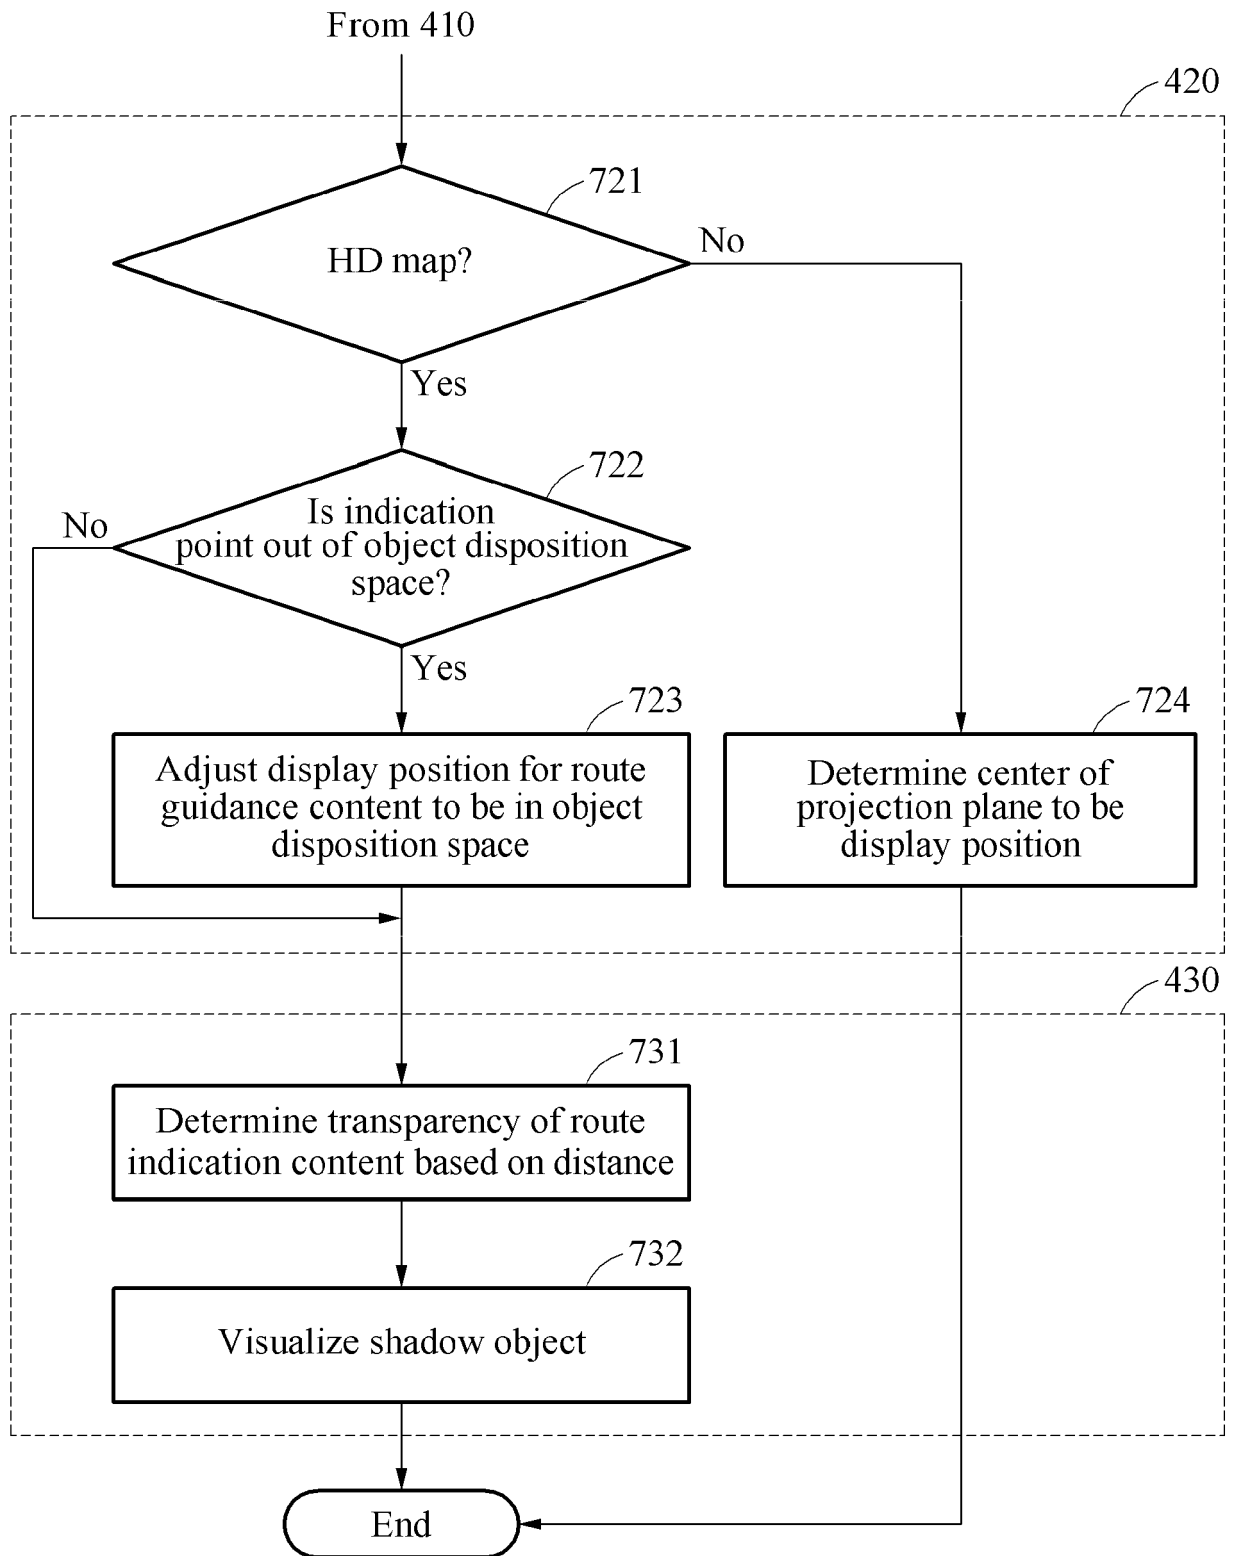 From 410
420
721
HD map?
No
Yes
722
Is indication
point out of object disposition
space?
No
Yes
723
Adjust display position for route
guidance content to be in object
disposition space
724
Determine center of
projection plane to be
display position
430
731
Determine transparency of route
indication content based on distance
732
Visualize shadow object
End